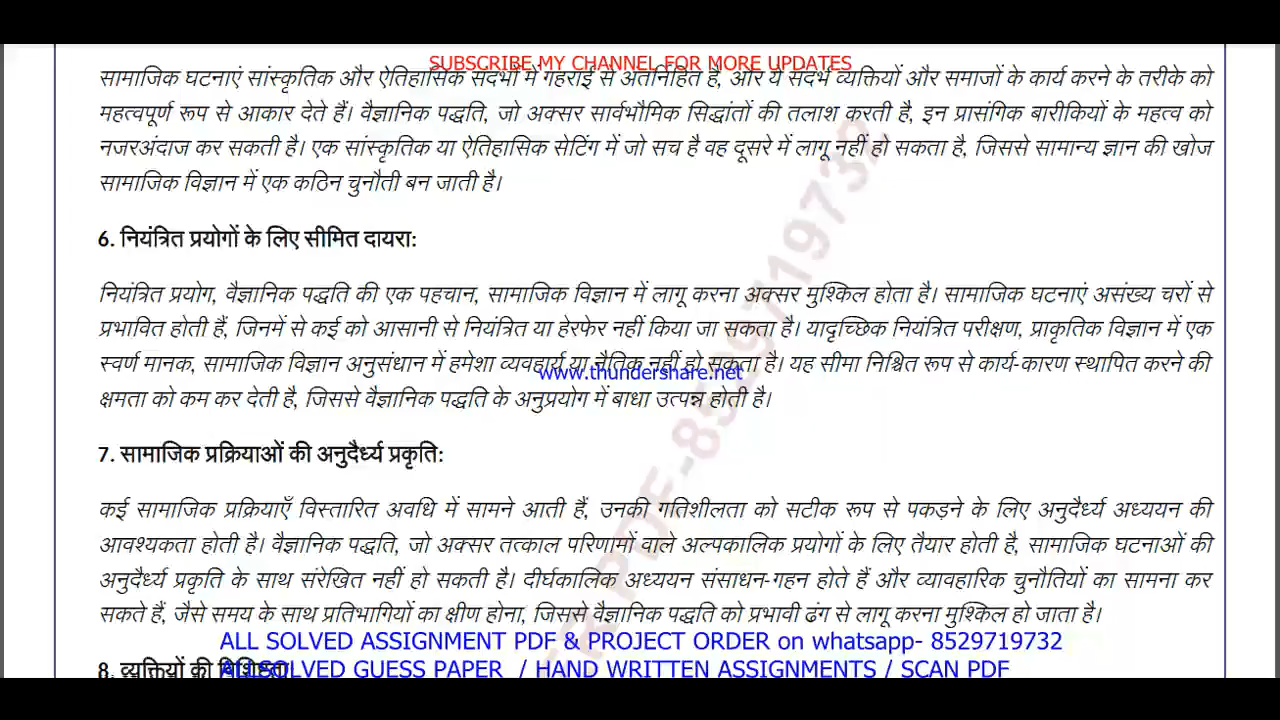 SUBSCRIBE MY CHANNEL FOR MORE UPDATES
सामाजिक घटनाएं सांस्कृतिक और ऐतिहासिक संदर्भों में गहराई से अंतर्निहित हैं, और ये संदर्भ व्यक्तियों और समाजों के कार्य करने के तरीके को
महत्वपूर्ण रूप से आकार देते हैं। वैज्ञानिक पद्धति, जो अक्सर सार्वभौमिक सिद्धांतों की तलाश करती है, इन प्रासंगिक बारीकियों के महत्व को
नजरअंदाज कर सकती है। एक सांस्कृतिक या ऐतिहासिक सेटिंग में जो सच है वह दूसरे में लागू नहीं हो सकता है, जिससे सामान्य ज्ञान की खोज
सामाजिक विज्ञान में एक कठिन चुनौती बन जाती है।
6. नियंत्रित प्रयोगों के लिए सीमित दायरा:
नियंत्रित प्रयोग, वैज्ञानिक पद्धति की एक पहचान, सामाजिक विज्ञान में लागू करना अक्सर मुश्किल होता है। सामाजिक घटनाएं असंख्य चरों से
प्रभावित होती हैं, जिनमें से कई को आसानी से नियंत्रित या हेरफेर नहीं किया जा सकता है। यादृच्छिक नियंत्रित परीक्षण, प्राकृतिक विज्ञान में एक
स्वर्ण मानक, सामाजिक विज्ञान अनुसंधान में हमेशा व्यवहार्य या नैतिक नहीं हो सकता है। यह सीमा निश्चित रूप से कार्य-कारण स्थापित करने की
www.thundershare.net
क्षमता को कम कर देती है, जिससे वैज्ञानिक पद्धति के अनुप्रयोग में बाधा उत्पन्न होती है।
7. सामाजिक प्रक्रियाओं की अनुदैर्ध्य प्रकृति:
कई सामाजिक प्रक्रियाएँ विस्तारित अवधि में सामने आती हैं, उनकी गतिशीलता को सटीक रूप से पकड़ने के लिए अनुदैर्ध्य अध्ययन की
आवश्यकता होती है। वैज्ञानिक पद्धति, जो अक्सर तत्काल परिणामों वाले अल्पकालिक प्रयोगों के लिए तैयार होती है, सामाजिक घटनाओं की
अनुदैर्ध्य प्रकृति के साथ संरेखित नहीं हो सकती है। दीर्घकालिक अध्ययन संसाधन-गहन होते हैं और व्यावहारिक चुनौतियों का सामना कर
सकते हैं, जैसे समय के साथ प्रतिभागियों का क्षीण होना, जिससे वैज्ञानिक पद्धति को प्रभावी ढंग से लागू करना मुश्किल हो जाता है।
ALL SOLVED ASSIGNMENT PDF & PROJECT ORDER on whatsapp- 8529719732
8. व्यक्तियों की
ALL SOLVED GUESS PAPER / HAND WRITTEN ASSIGNMENTS / SCAN PDF
PDF-8529719732